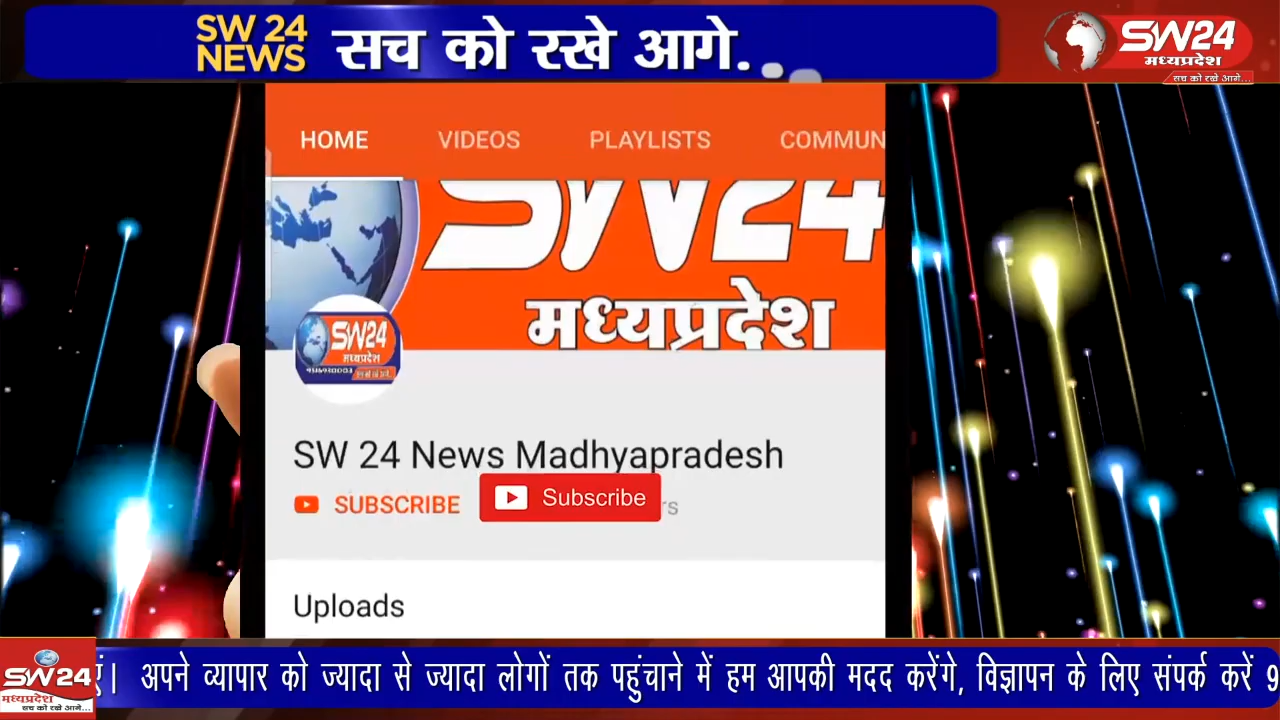 SW 24
NEWS
सच को रखे आगे...
SW24
मध्यप्रदेश
सच को रखे आगे...
HOME VIDEOS PLAYLISTS COMMUN
SW24
मध्यप्रदेश
SW24
मध्यप्रदेश
SW 24 News Madhyapradesh
SUBSCRIBE
Subscribe
rs
Uploads
SW24
मध्यप्रदेश
सच को रखे आगे...
एं। अपने व्यापार को ज्यादा से ज्यादा लोगों तक पहुंचाने में हम आपकी मदद करेंगे, विज्ञापन के लिए संपर्क करें 9